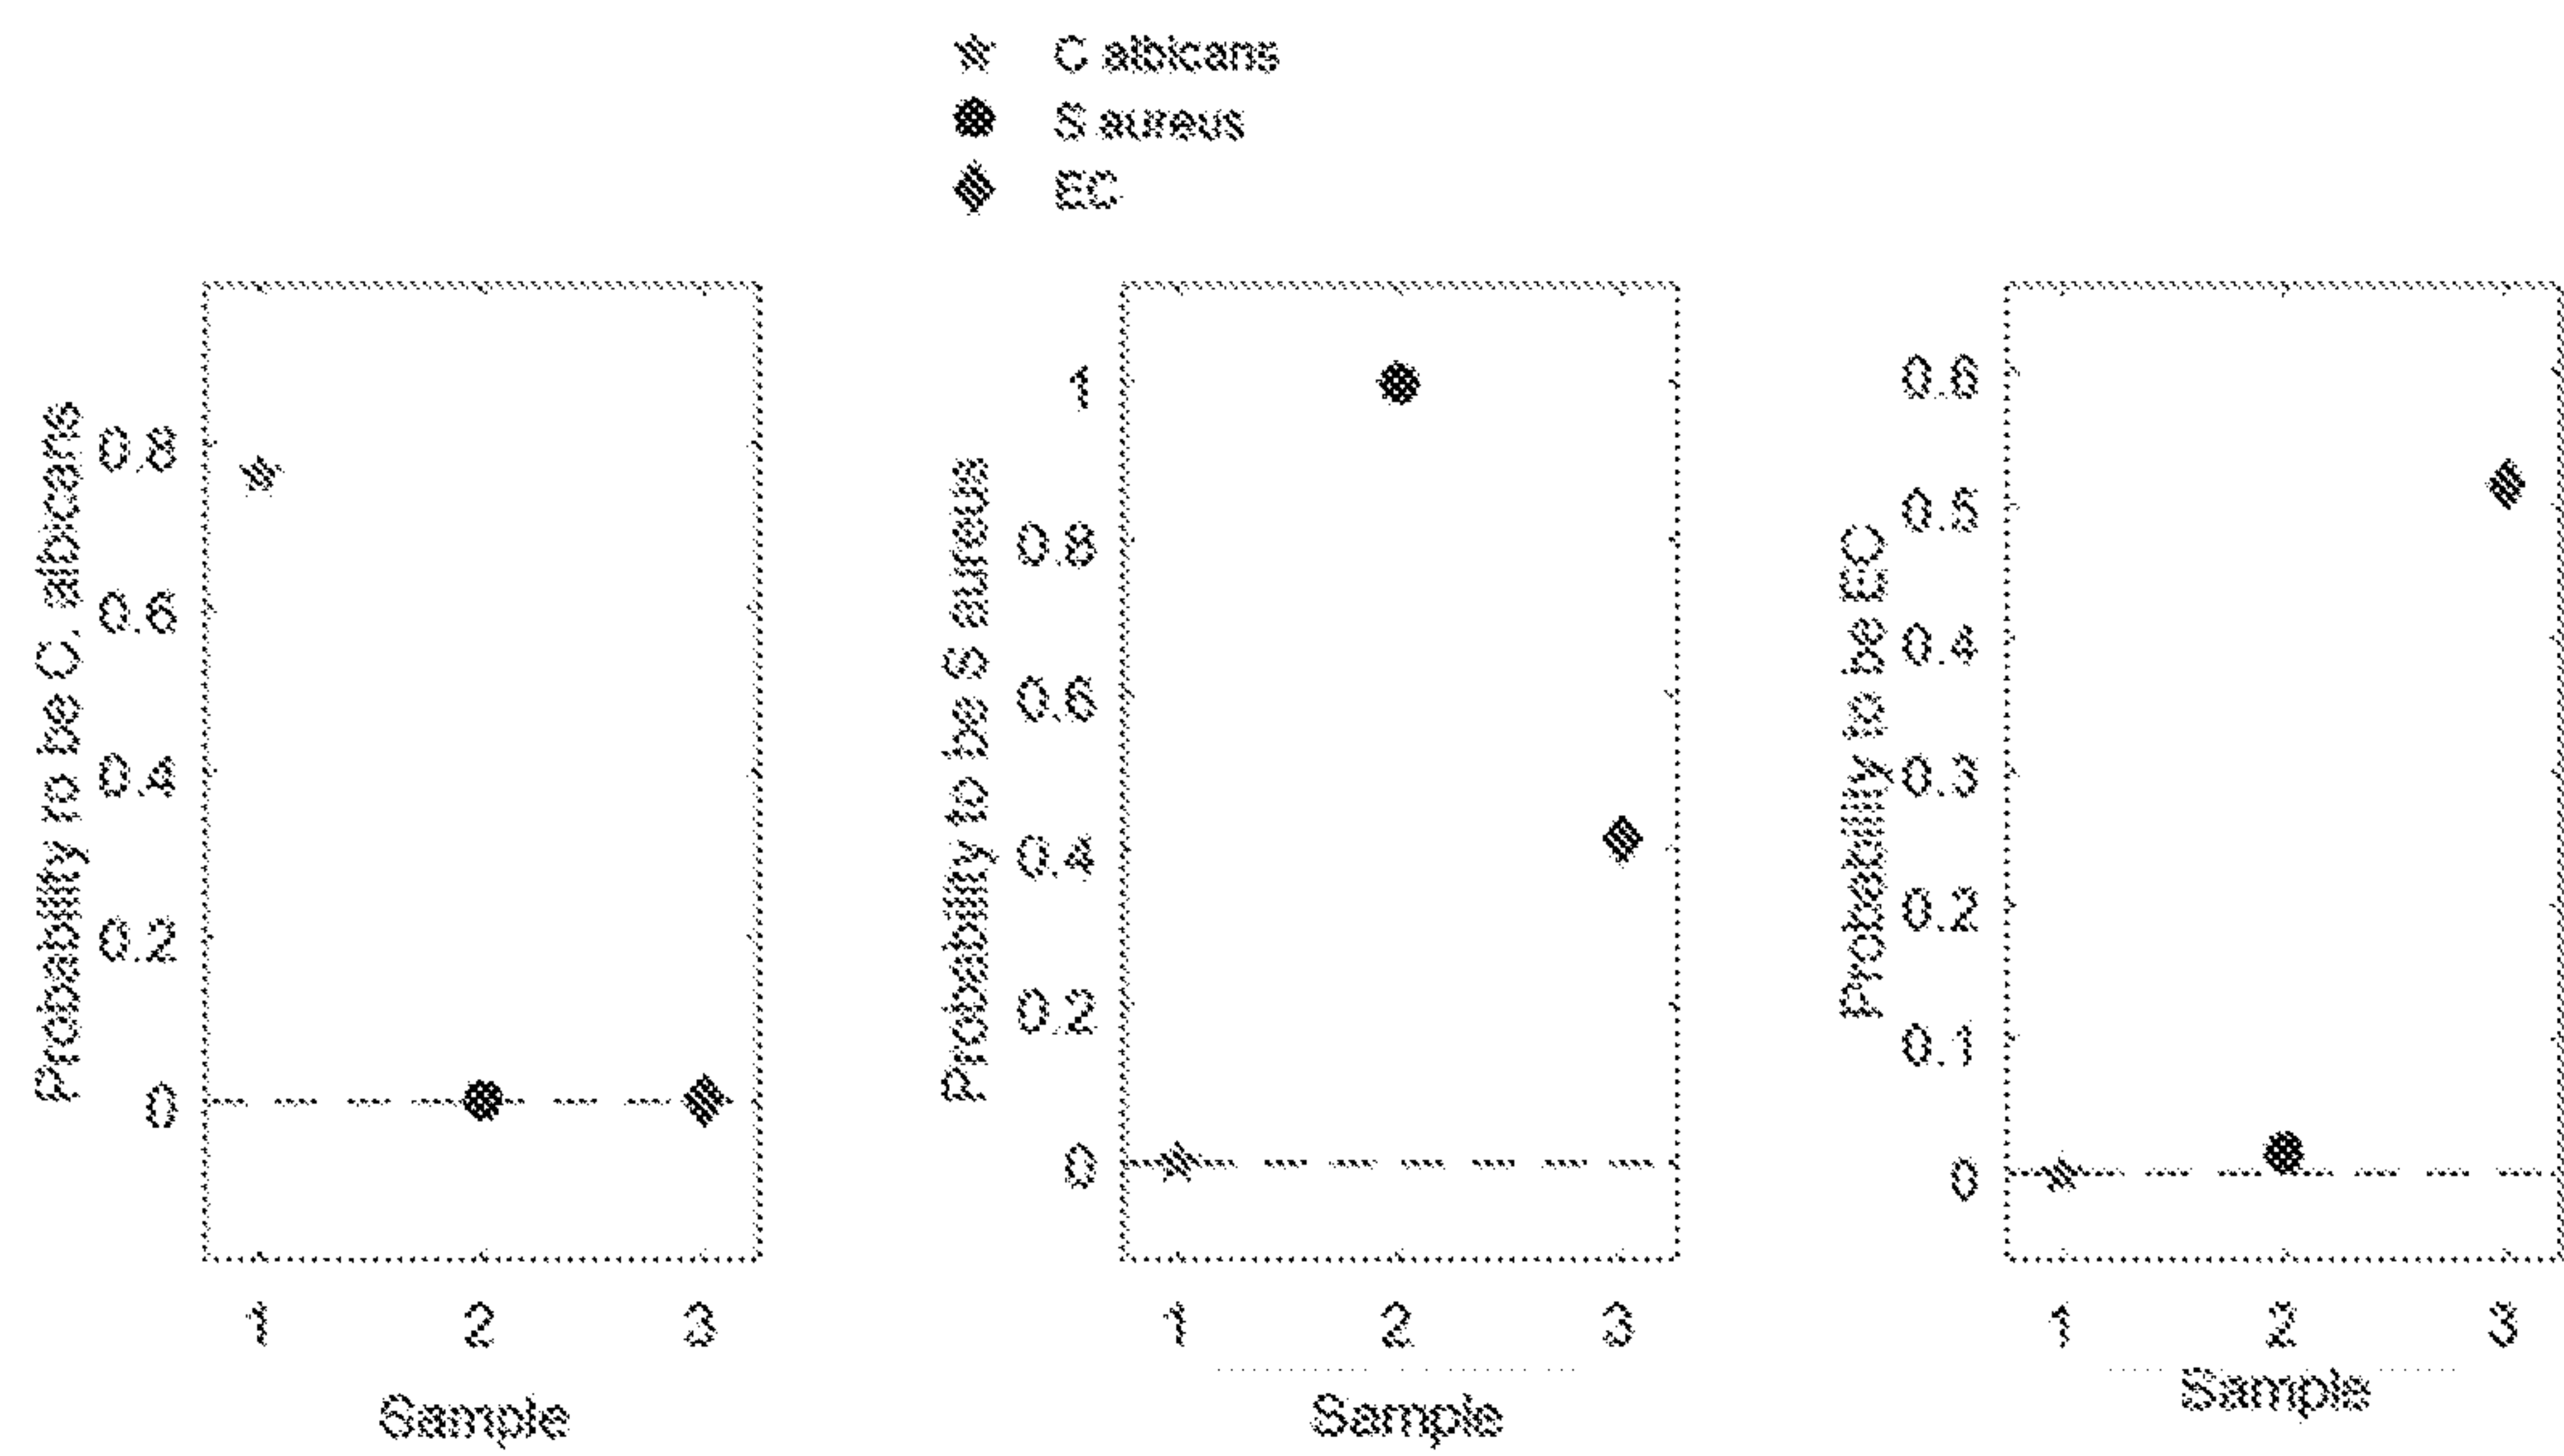 C albicans
S aureus
EC
Probability ro be C. albicans
0.8
0.6
0.4
0.2
0
1 2 3
Sample
Probability to be S aureus
1
0.8
0.6
0.4
0.2
0
1 2 3
Sample
Probability to be EC
0.6
0.5
0.4
0.3
0.2
0.1
0
1 2 3
Sample